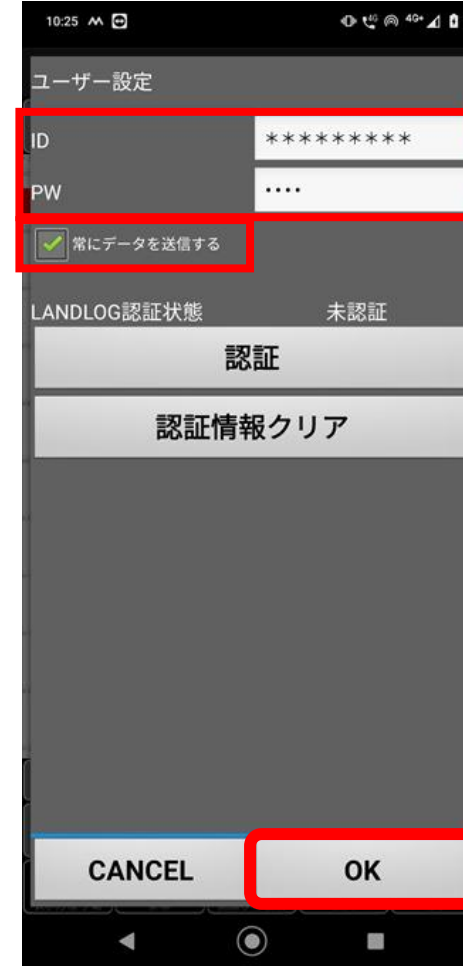 10:25
4G 4G+
ユーザー設定
ID *********
PW ••••
常にデータを送信する
LANDLOG認証状態 未認証
認証
認証情報クリア
CANCEL OK